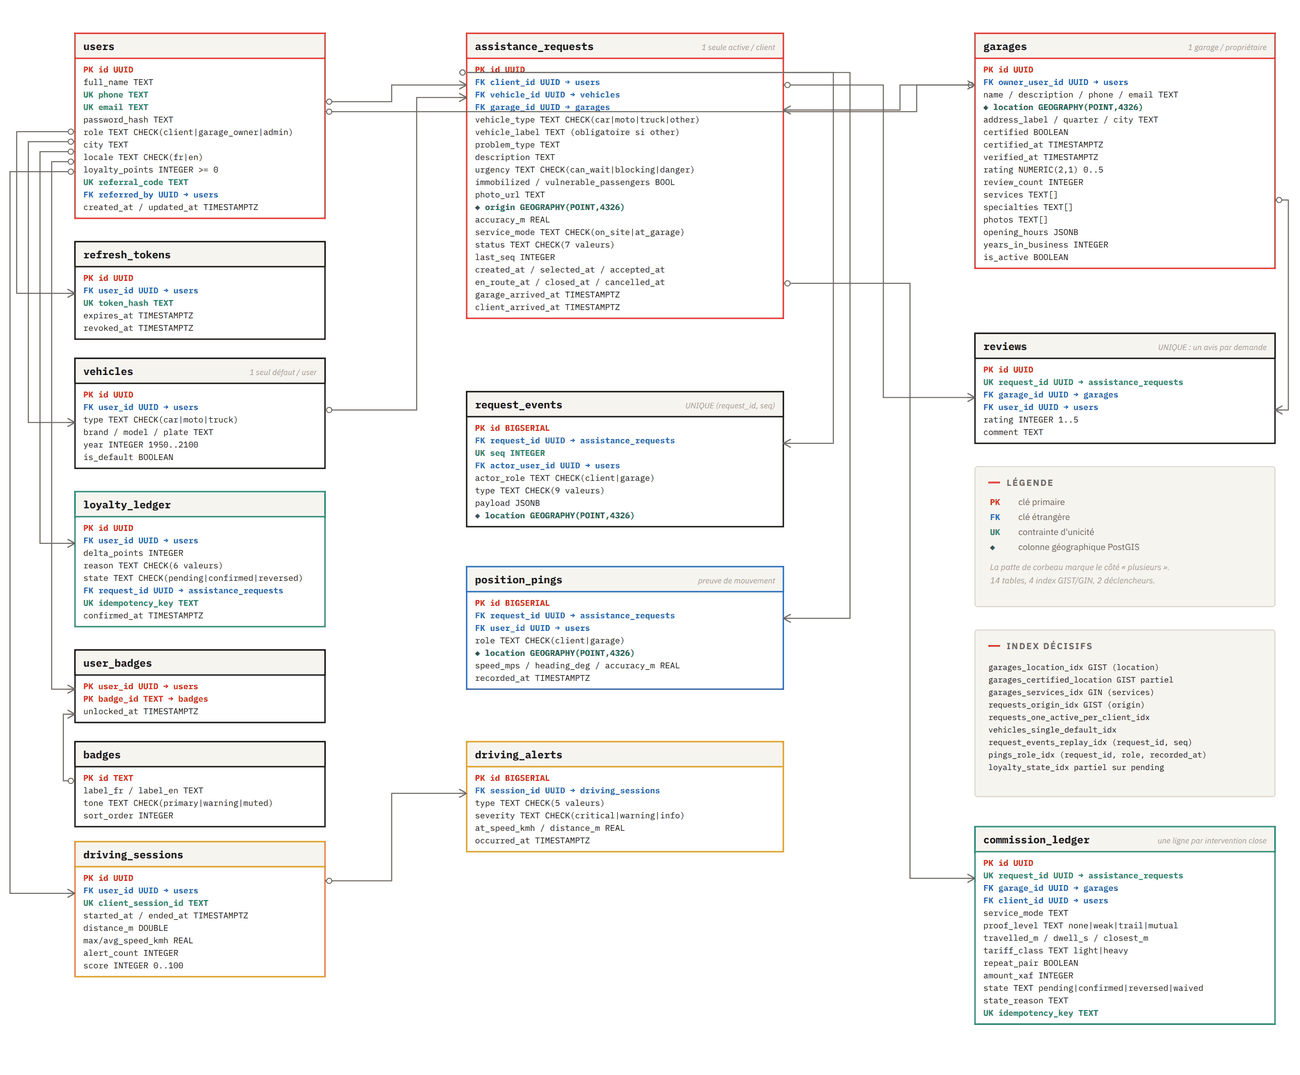 users
PK id UUID
full_name TEXT
UK phone TEXT
UK email TEXT
password_hash TEXT
role TEXT CHECK(client|garage_owner|admin)
city TEXT
locale TEXT CHECK(fr|en)
loyalty_points INTEGER >= 0
UK referral_code TEXT
FK referred_by UUID → users
created_at / updated_at TIMESTAMPTZ
refresh_tokens
PK id UUID
FK user_id UUID → users
UK token_hash TEXT
expires_at TIMESTAMPTZ
revoked_at TIMESTAMPTZ
vehicles 1 seul défaut / user
PK id UUID
FK user_id UUID → users
type TEXT CHECK(car|moto|truck)
brand / model / plate TEXT
year INTEGER 1950..2100
is_default BOOLEAN
loyalty_ledger
PK id UUID
FK user_id UUID → users
delta_points INTEGER
reason TEXT CHECK(6 valeurs)
state TEXT CHECK(pending|confirmed|reversed)
FK request_id UUID → assistance_requests
UK idempotency_key TEXT
confirmed_at TIMESTAMPTZ
user_badges
PK user_id UUID → users
PK badge_id TEXT → badges
unlocked_at TIMESTAMPTZ
badges
PK id TEXT
label_fr / label_en TEXT
tone TEXT CHECK(primary|warning|muted)
sort_order INTEGER
driving_sessions
PK id UUID
FK user_id UUID → users
UK client_session_id TEXT
started_at / ended_at TIMESTAMPTZ
distance_m DOUBLE
max/avg_speed_kmh REAL
alert_count INTEGER
score INTEGER 0..100
assistance_requests 1 seule active / client
PK id UUID
FK client_id UUID → users
FK vehicle_id UUID → vehicles
FK garage_id UUID → garages
vehicle_type TEXT CHECK(car|moto|truck|other)
vehicle_label TEXT (obligatoire si other)
problem_type TEXT
description TEXT
urgency TEXT CHECK(can_wait|blocking|danger)
immobilized / vulnerable_passengers BOOL
photo_url TEXT
◆ origin GEOGRAPHY(POINT,4326)
accuracy_m REAL
service_mode TEXT CHECK(on_site|at_garage)
status TEXT CHECK(7 valeurs)
last_seq INTEGER
created_at / selected_at / accepted_at
en_route_at / closed_at / cancelled_at
garage_arrived_at TIMESTAMPTZ
client_arrived_at TIMESTAMPTZ
request_events UNIQUE (request_id, seq)
PK id BIGSERIAL
FK request_id UUID → assistance_requests
UK seq INTEGER
FK actor_user_id UUID → users
actor_role TEXT CHECK(client|garage)
type TEXT CHECK(9 valeurs)
payload JSONB
◆ location GEOGRAPHY(POINT,4326)
position_pings preuve de mouvement
PK id BIGSERIAL
FK request_id UUID → assistance_requests
FK user_id UUID → users
role TEXT CHECK(client|garage)
◆ location GEOGRAPHY(POINT,4326)
speed_mps / heading_deg / accuracy_m REAL
recorded_at TIMESTAMPTZ
driving_alerts
PK id BIGSERIAL
FK session_id UUID → driving_sessions
type TEXT CHECK(5 valeurs)
severity TEXT CHECK(critical|warning|info)
at_speed_kmh / distance_m REAL
occurred_at TIMESTAMPTZ
garages 1 garage / propriétaire
PK id UUID
FK owner_user_id UUID → users
name / description / phone / email TEXT
◆ location GEOGRAPHY(POINT,4326)
address_label / quarter / city TEXT
certified BOOLEAN
certified_at TIMESTAMPTZ
verified_at TIMESTAMPTZ
rating NUMERIC(2,1) 0..5
review_count INTEGER
services TEXT[]
specialties TEXT[]
photos TEXT[]
opening_hours JSONB
years_in_business INTEGER
is_active BOOLEAN
reviews UNIQUE : un avis par demande
PK id UUID
UK request_id UUID → assistance_requests
FK garage_id UUID → garages
FK user_id UUID → users
rating INTEGER 1..5
comment TEXT
LÉGENDE
PK clé primaire
FK clé étrangère
UK contrainte d'unicité
◆ colonne géographique PostGIS
La patte de corbeau marque le côté « plusieurs ».
14 tables, 4 index GIST/GIN, 2 déclencheurs.
INDEX DÉCISIFS
garages_location_idx GIST (location)
garages_certified_location GIST partiel
garages_services_idx GIN (services)
requests_origin_idx GIST (origin)
requests_one_active_per_client_idx
vehicles_single_default_idx
request_events_replay_idx (request_id, seq)
pings_role_idx (request_id, role, recorded_at)
loyalty_state_idx partiel sur pending
commission_ledger une ligne par intervention close
PK id UUID
UK request_id UUID → assistance_requests
FK garage_id UUID → garages
FK client_id UUID → users
service_mode TEXT
proof_level TEXT none|weak|trail|mutual
travelled_m / dwell_s / closest_m
tariff_class TEXT light|heavy
repeat_pair BOOLEAN
amount_xaf INTEGER
state TEXT pending|confirmed|reversed|waived
state_reason TEXT
UK idempotency_key TEXT